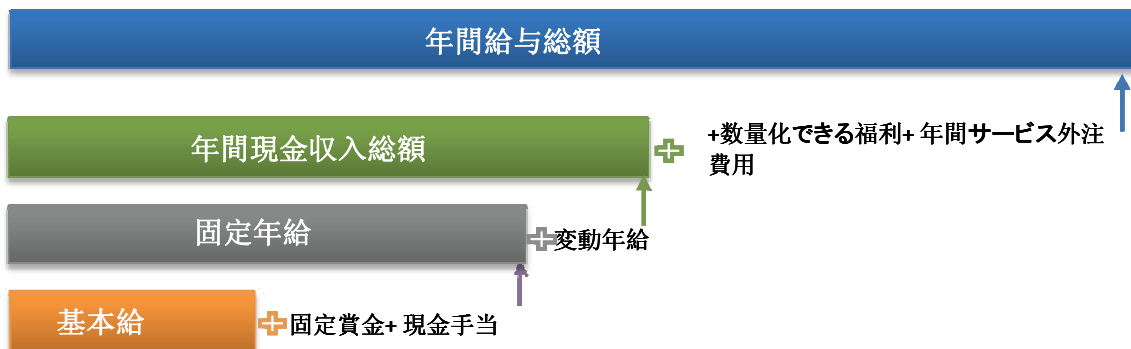 年間給与総額
年間現金収入総額
+数量化できる福利+ 年間サービス外注
費用
固定年給
変動年給
基本給
固定賞金+ 現金手当